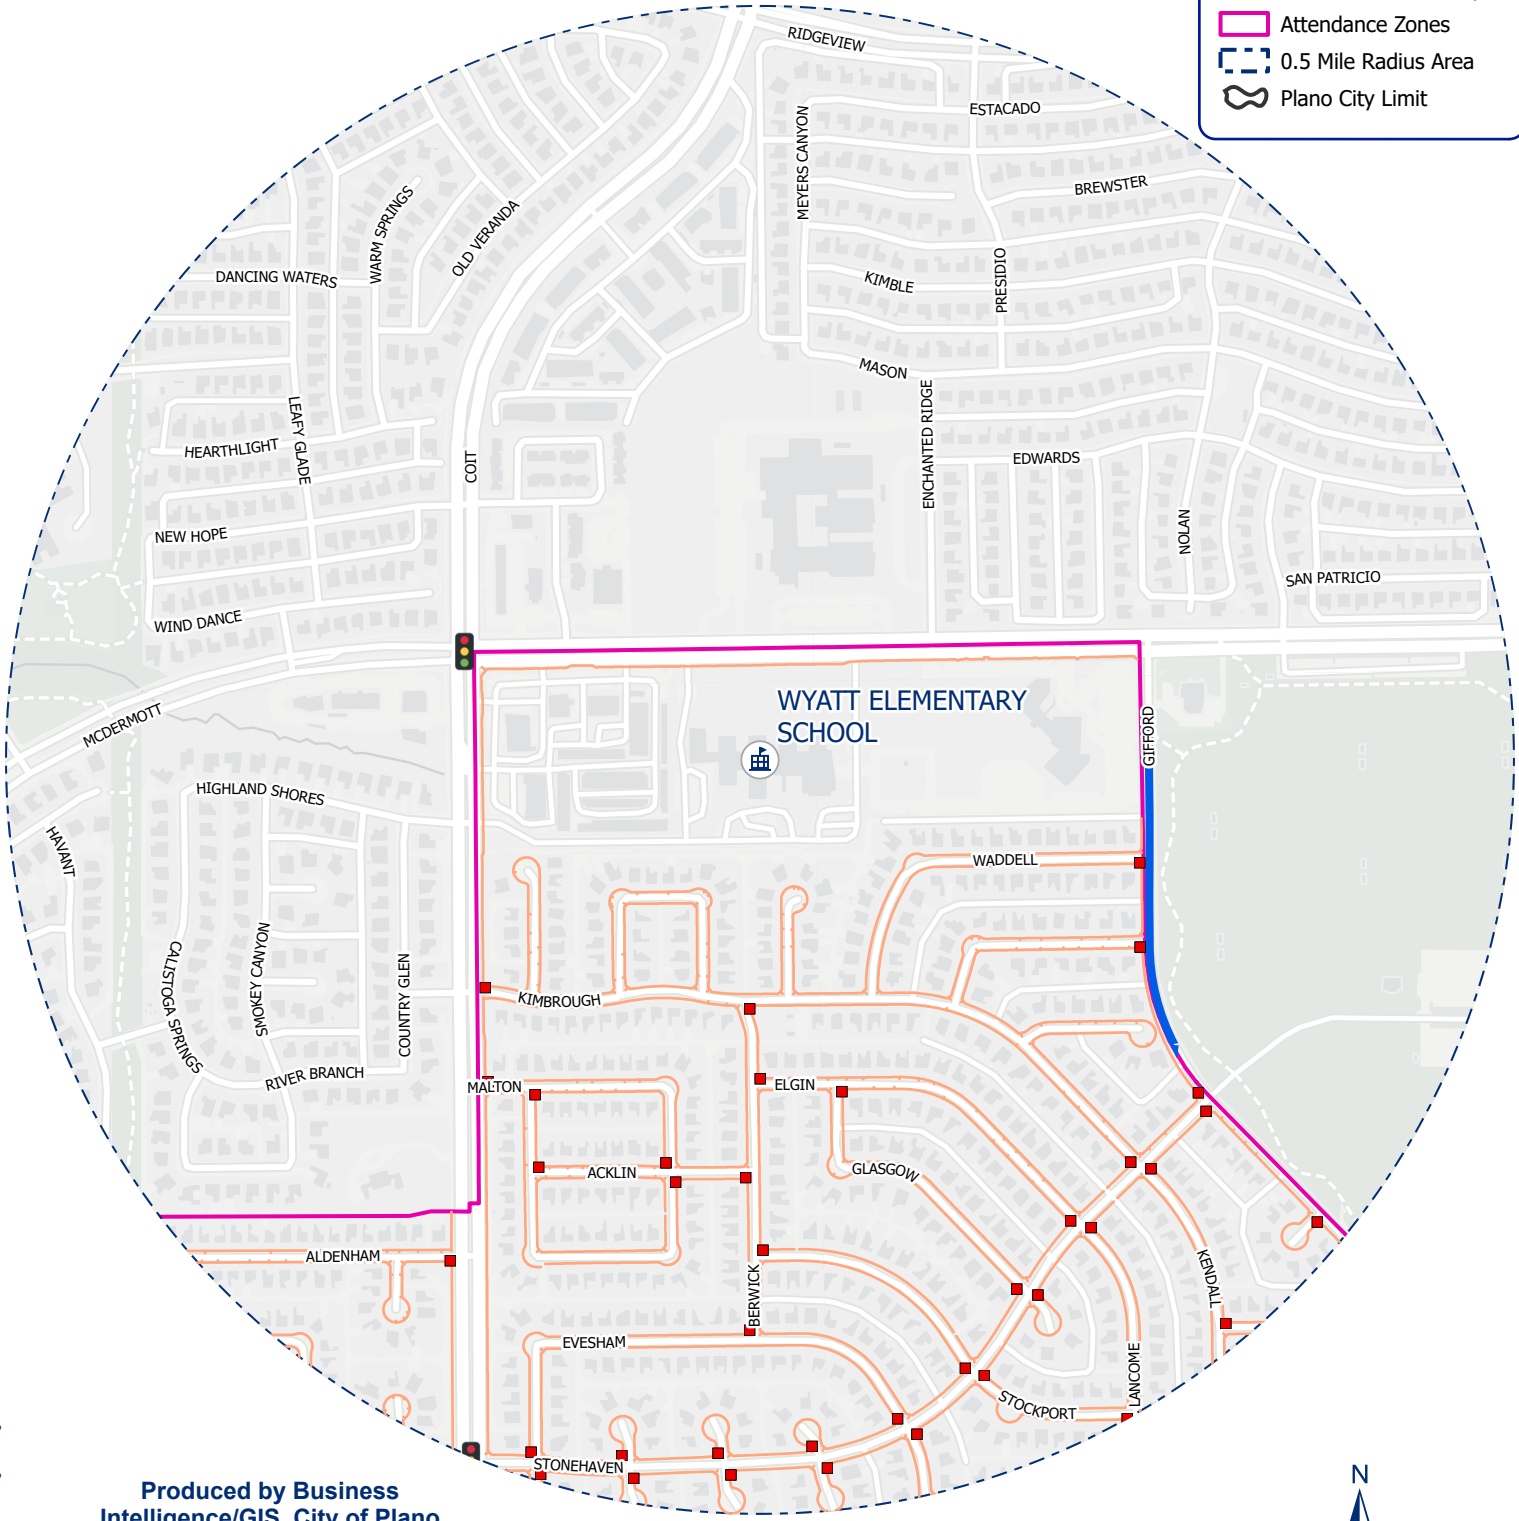 Attendance Zones
0.5 Mile Radius Area
Plano City Limit
RIDGEVIEW
ESTACADO
MEYERS CANYON
BREWSTER
WARM SPRINGS
OLD VERANDA
DANCING WATERS
KIMBLE
PRESIDIO
MASON
ENCHANTED RIDGE
LEAFY GLADE
HEARTHLIGHT
COIT
EDWARDS
NEW HOPE
NOLAN
SAN PATRICIO
WIND DANCE
WYATT ELEMENTARY
SCHOOL
MCDERMOTT
GIFFORD
HIGHLAND SHORES
HAVANT
WADDELL
CALISTOGA SPRINGS
SMOKEY CANYON
COUNTRY GLEN
KIMBROUGH
RIVER BRANCH
MALTON
ELGIN
ACKLIN
GLASGOW
ALDENHAM
BERWICK
KENDALL
EVESHAM
LANCOME
STOCKPORT
STONEHAVEN
N
Produced by Business
Intelligence/GIS, City of Plano